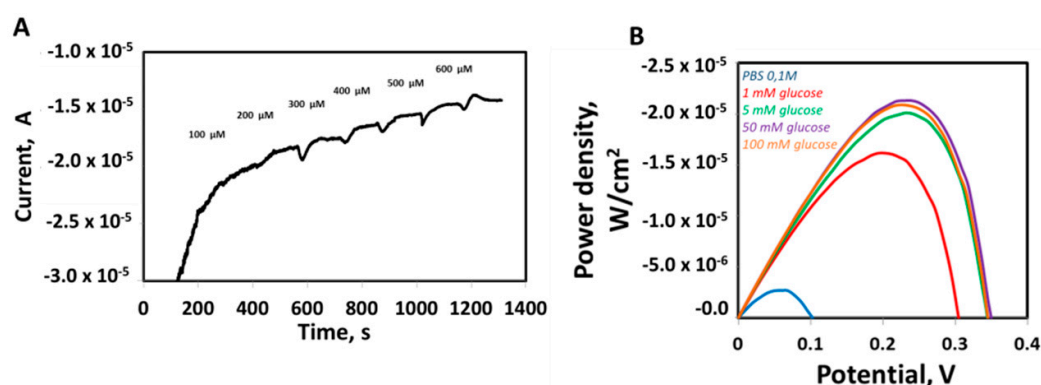 A
Current, A
-1.0 x 10⁻⁵
-1.5 x 10⁻⁵
-2.0 x 10⁻⁵
-2.5 x 10⁻⁵
-3.0 x 10⁻⁵
100 µM
200 µM
300 µM
400 µM
500 µM
600 µM
0 200 400 600 800 1000 1200 1400
Time, s
B
Power density,
W/cm²
-2.5 x 10⁻⁵
-2.0 x 10⁻⁵
-1.5 x 10⁻⁵
-1.0 x 10⁻⁵
-5.0 x 10⁻⁶
-0.0
PBS 0,1M
1 mM glucose
5 mM glucose
50 mM glucose
100 mM glucose
0 0.1 0.2 0.3 0.4
Potential, V